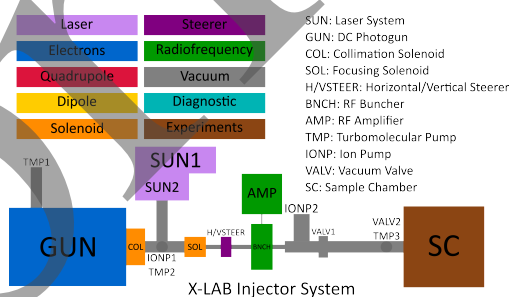 Laser
Steerer
Electrons
Radiofrequency
Quadrupole
Vacuum
Dipole
Diagnostic
Solenoid
Experiments
SUN: Laser System
GUN: DC Photogun
COL: Collimation Solenoid
SOL: Focusing Solenoid
H/VSTEER: Horizontal/Vertical Steerer
BNCH: RF Buncher
AMP: RF Amplifier
TMP: Turbomolecular Pump
IONP: Ion Pump
VALV: Vacuum Valve
SC: Sample Chamber
TMP1
SUN1
SUN2
AMP
IONP2
H/VSTEER
VALV1
VALV2
TMP3
GUN
COL
SOL
BNCH
SC
IONP1
TMP2
X-LAB Injector System